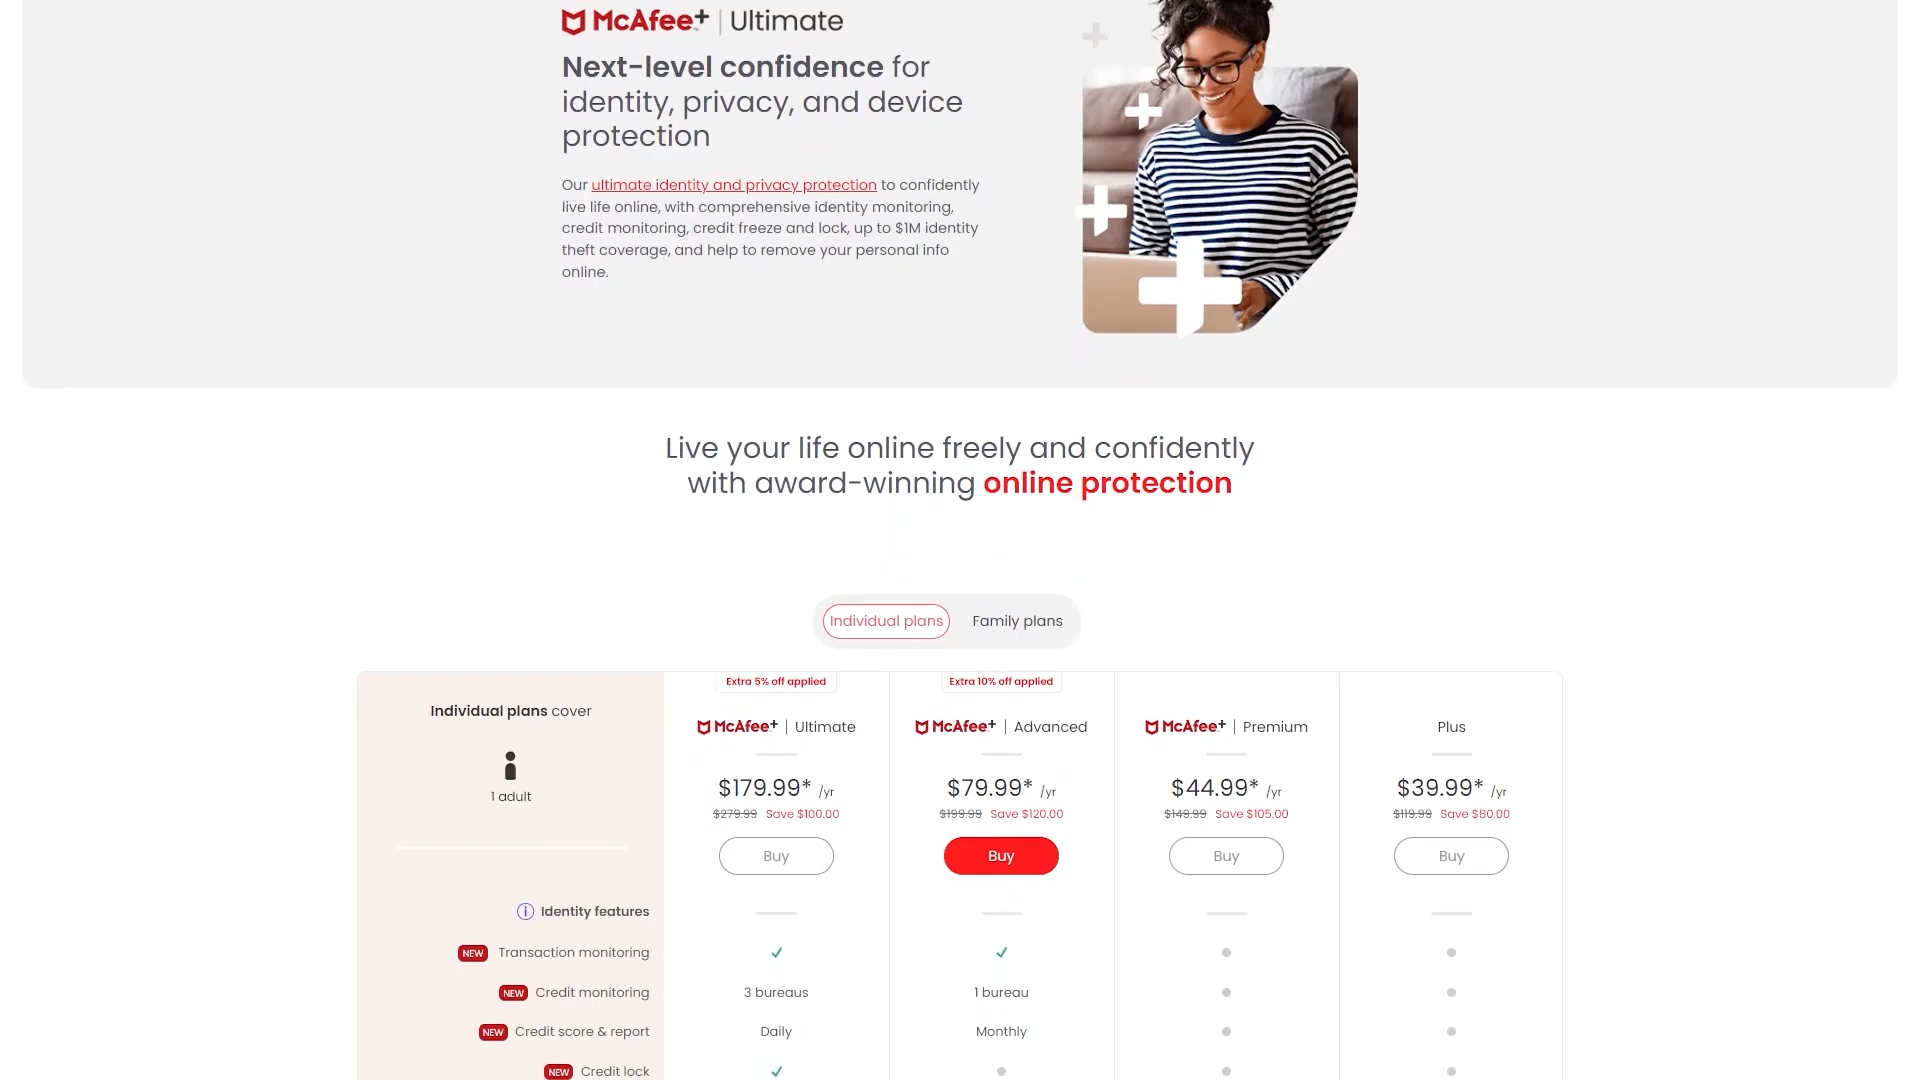 McAfee+ | Ultimate
Next-level confidence for
identity, privacy, and device
protection
Our ultimate identity and privacy protection to confidently
live life online, with comprehensive identity monitoring,
credit monitoring, credit freeze and lock, up to $1M identity
theft coverage, and help to remove your personal info
online.
Live your life online freely and confidently
with award-winning online protection
Individual plans Family plans
Extra 5% off applied Extra 10% off applied
Individual plans cover
McAfee+ | Ultimate McAfee+ | Advanced McAfee+ | Premium Plus
$179.99* /yr $79.99* /yr $44.99* /yr $39.99* /yr
1 adult
$279.99 Save $100.00 $199.99 Save $120.00 $149.99 Save $105.00 $119.99 Save $80.00
Buy Buy Buy Buy
Identity features
NEW Transaction monitoring
NEW Credit monitoring 3 bureaus 1 bureau
NEW Credit score & report Daily Monthly
NEW Credit lock